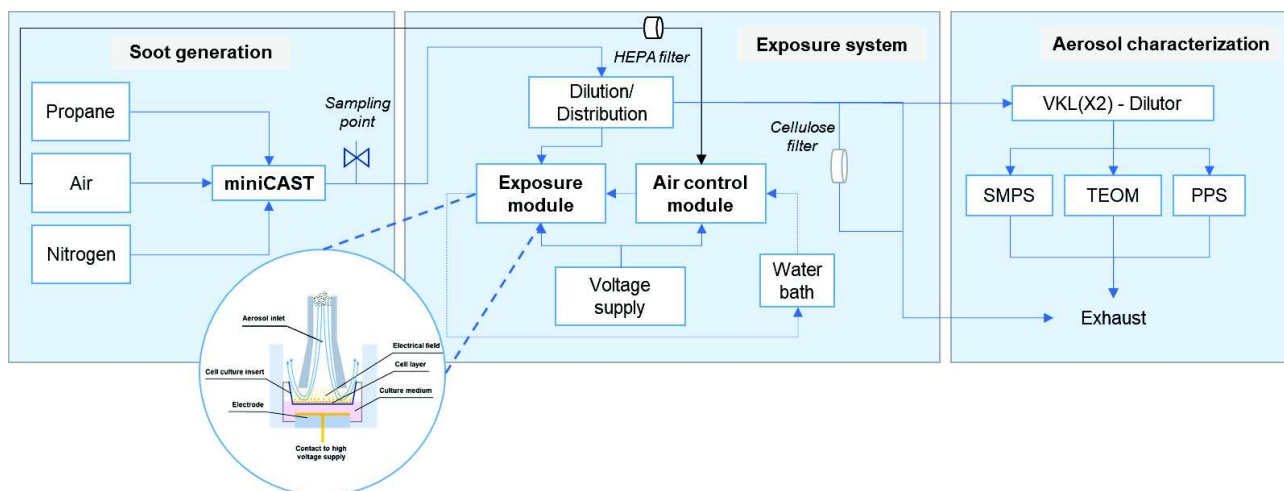 Soot generation
Propane
Air
Nitrogen
miniCAST
Sampling
point
Exposure system
HEPA filter
Dilution/
Distribution
Cellulose
filter
Exposure
module
Air control
module
Voltage
supply
Water
bath
Aerosol characterization
VKL(X2) - Dilutor
SMPS
TEOM
PPS
Exhaust
Aerosol inlet
Electrical field
Cell layer
Cell culture insert
Culture medium
Electrode
Contact to high
voltage supply